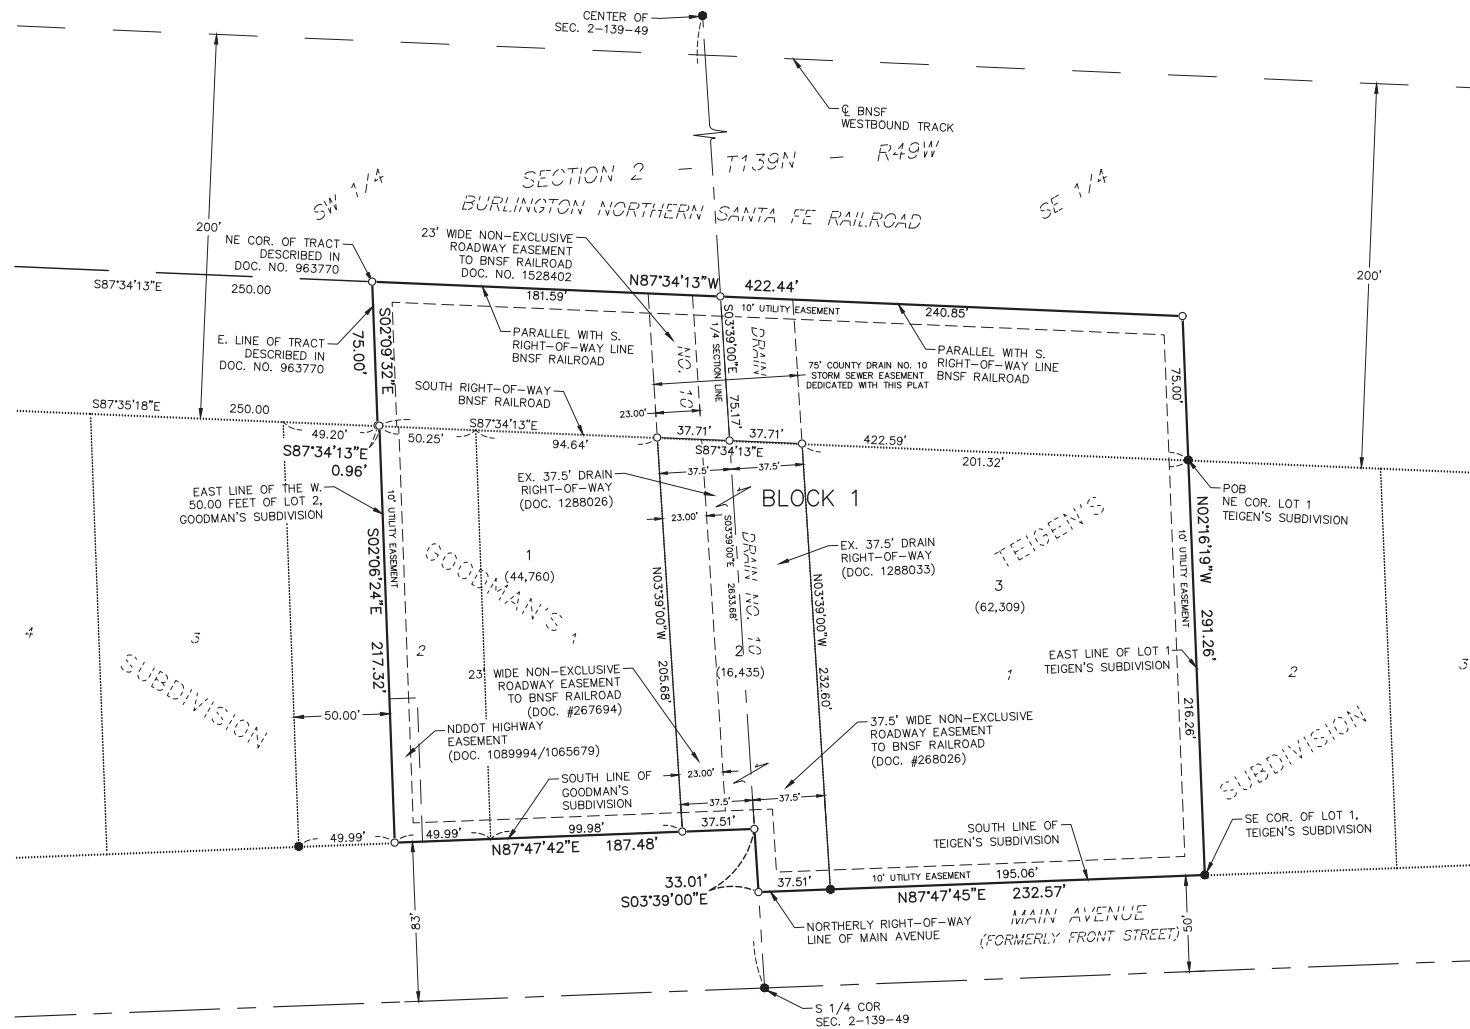 CENTER OF
SEC. 2-139-49
℄ BNSF
WESTBOUND TRACK
SECTION 2 - T139N - R49W
SW 1/4
SE 1/4
BURLINGTON NORTHERN SANTA FE RAILROAD
200'
200'
NE COR. OF TRACT
DESCRIBED IN
DOC. NO. 963770
23' WIDE NON-EXCLUSIVE
ROADWAY EASEMENT
TO BNSF RAILROAD
DOC. NO. 1528402
N87°34'13"W 422.44'
S87°34'13"E 250.00
181.59'
10' UTILITY EASEMENT
240.85'
E. LINE OF TRACT
DESCRIBED IN
DOC. NO. 963770
S02°09'32"E
75.00'
PARALLEL WITH S.
RIGHT-OF-WAY LINE
BNSF RAILROAD
NO. 10
1/4 SECTION LINE
S03°39'00"E
75.17'
DRAIN
75' COUNTY DRAIN NO. 10
STORM SEWER EASEMENT
DEDICATED WITH THIS PLAT
PARALLEL WITH S.
RIGHT-OF-WAY LINE
BNSF RAILROAD
75.00'
SOUTH RIGHT-OF-WAY
BNSF RAILROAD
S87°35'18"E 250.00
49.20'
50.25'
S87°34'13"E
94.64'
23.00'
37.71'
37.71'
S87°34'13"E
422.59'
201.32'
S87°34'13"E
0.96'
EAST LINE OF THE W.
50.00 FEET OF LOT 2,
GOODMAN'S SUBDIVISION
10' UTILITY EASEMENT
EX. 37.5' DRAIN
RIGHT-OF-WAY
(DOC. 1288026)
37.5'
37.5'
23.00'
BLOCK 1
POB
NE COR. LOT 1
TEIGEN'S SUBDIVISION
S02°06'24"E 217.32'
GOODMAN'S
1
(44,760)
N03°39'00"W 205.68'
S03°39'00"E 2633.68'
DRAIN NO. 10
EX. 37.5' DRAIN
RIGHT-OF-WAY
(DOC. 1288033)
N03°39'00"W 232.60'
TEIGEN'S
3
(62,309)
10' UTILITY EASEMENT
N02°16'19"W 291.26'
216.26'
4
3
2
1
2
(16,435)
1
2
3
EAST LINE OF LOT 1
TEIGEN'S SUBDIVISION
SUBDIVISION
50.00'
23' WIDE NON-EXCLUSIVE
ROADWAY EASEMENT
TO BNSF RAILROAD
(DOC. #267694)
NDDOT HIGHWAY
EASEMENT
(DOC. 1089994/1065679)
37.5' WIDE NON-EXCLUSIVE
ROADWAY EASEMENT
TO BNSF RAILROAD
(DOC. #268026)
SUBDIVISION
SOUTH LINE OF
GOODMAN'S
SUBDIVISION
23.00'
37.5'
37.5'
SOUTH LINE OF
TEIGEN'S SUBDIVISION
SE COR. OF LOT 1,
TEIGEN'S SUBDIVISION
49.99'
49.99'
99.98'
37.51'
N87°47'42"E 187.48'
33.01'
S03°39'00"E
37.51'
10' UTILITY EASEMENT
195.06'
N87°47'45"E 232.57'
83'
NORTHERLY RIGHT-OF-WAY
LINE OF MAIN AVENUE
MAIN AVENUE
(FORMERLY FRONT STREET)
50'
S 1/4 COR
SEC. 2-139-49